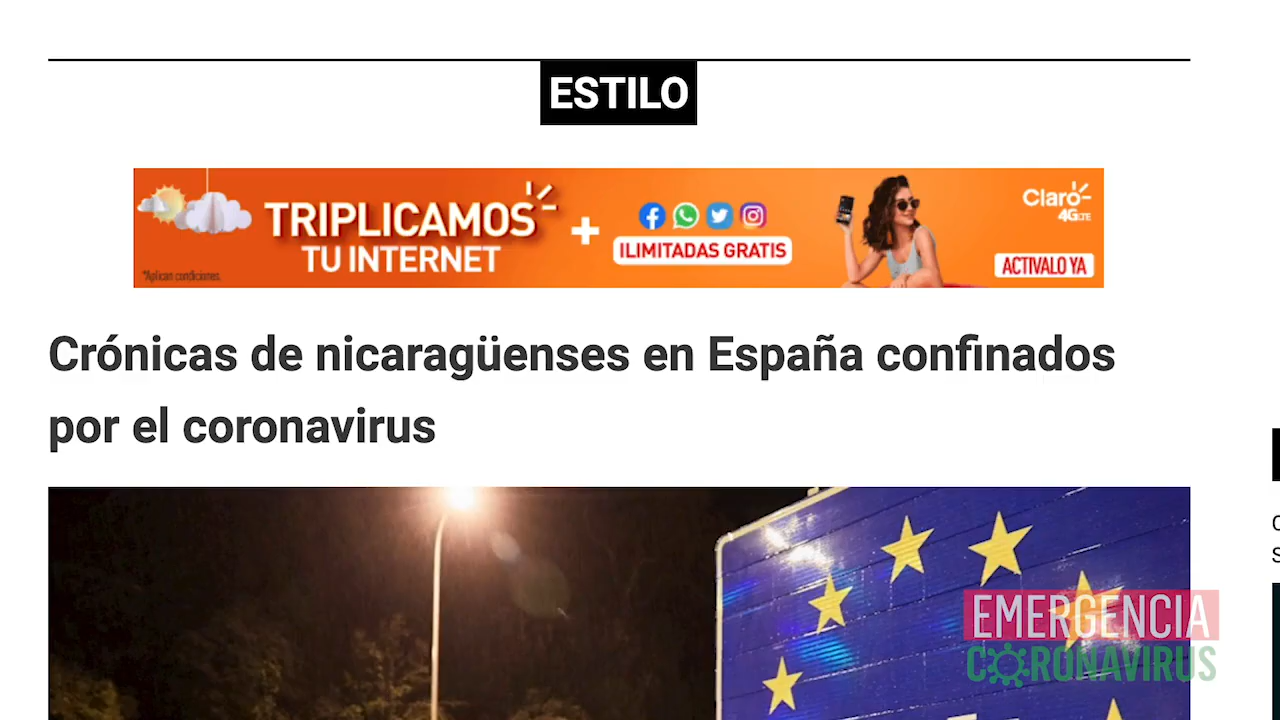 ESTILO
TRIPLICAMOS
TU INTERNET
*Aplican condiciones.
+
ILIMITADAS GRATIS
Claro
4G LTE
ACTIVALO YA
Crónicas de nicaragüenses en España confinados
por el coronavirus
EMERGENCIA
CORONAVIRUS